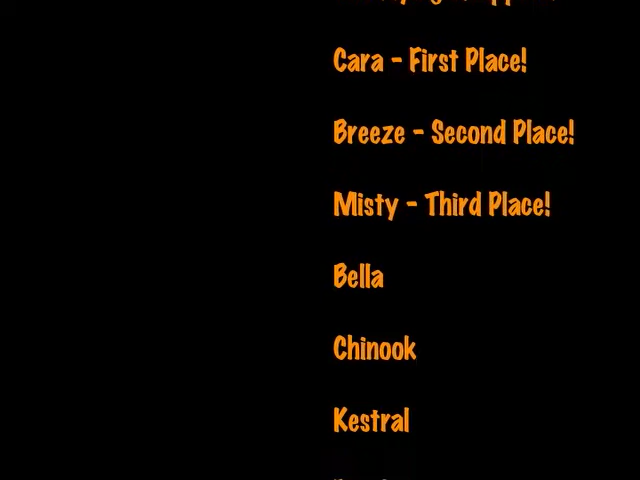 Cara - First Place!
Breeze - Second Place!
Misty - Third Place!
Bella
Chinook
Kestral